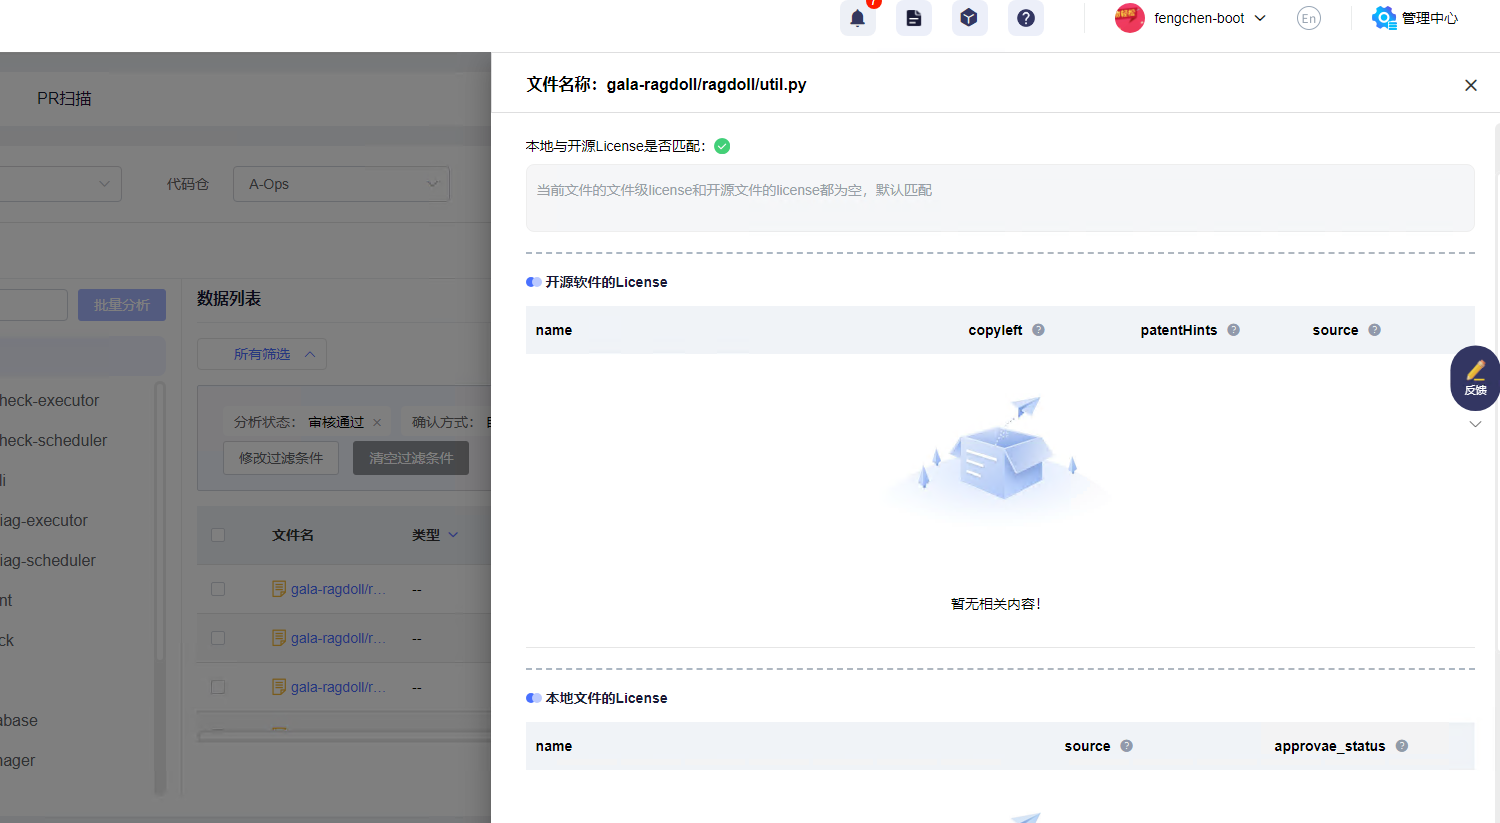 7
fengchen-boot
En
管理中心
PR扫描
代码仓
A-Ops
批量分析
heck-executor
heck-scheduler
li
iag-executor
iag-scheduler
nt
ck
abase
nager
数据列表
所有筛选
分析状态： 审核通过 × 确认方式：
修改过滤条件 清空过滤条件
文件名 类型
gala-ragdoll/r... --
gala-ragdoll/r... --
gala-ragdoll/r... --
文件名称：gala-ragdoll/ragdoll/util.py
本地与开源License是否匹配：
当前文件的文件级license和开源文件的license都为空，默认匹配
开源软件的License
name copyleft patentHints source
暂无相关内容！
反馈
本地文件的License
name source approvae_status